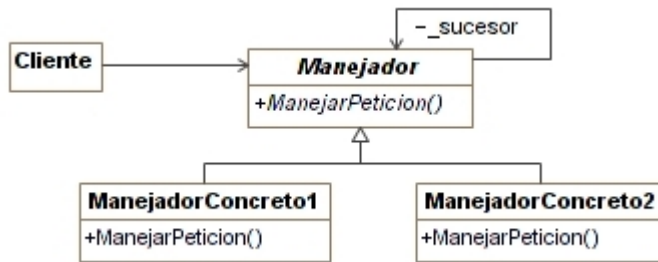 −_sucesor
Cliente
Manejador
+ManejarPeticion()
ManejadorConcreto1
+ManejarPeticion()
ManejadorConcreto2
+ManejarPeticion()